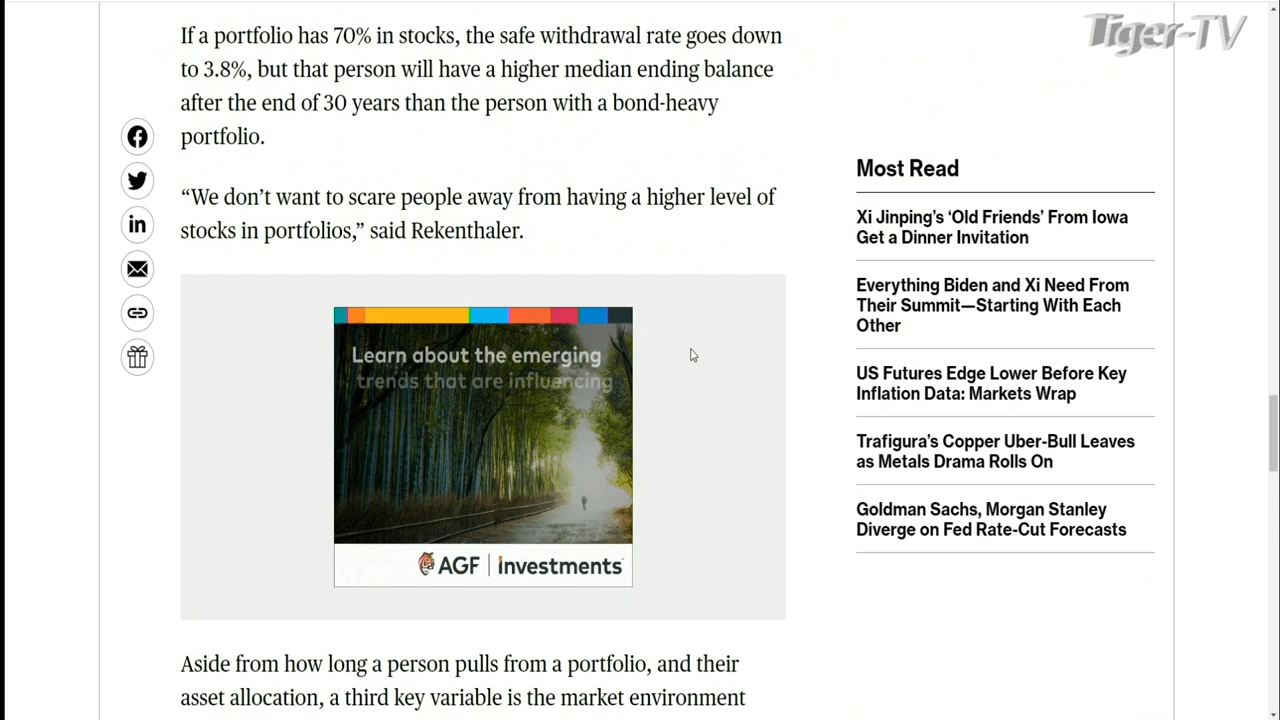 Tiger-TV
If a portfolio has 70% in stocks, the safe withdrawal rate goes down
to 3.8%, but that person will have a higher median ending balance
after the end of 30 years than the person with a bond-heavy
portfolio.
“We don’t want to scare people away from having a higher level of
stocks in portfolios,” said Rekenthaler.
Learn about the emerging
trends that are influencing
AGF | Investments
Aside from how long a person pulls from a portfolio, and their
asset allocation, a third key variable is the market environment
Most Read
Xi Jinping’s ‘Old Friends’ From Iowa
Get a Dinner Invitation
Everything Biden and Xi Need From
Their Summit—Starting With Each
Other
US Futures Edge Lower Before Key
Inflation Data: Markets Wrap
Trafigura’s Copper Uber-Bull Leaves
as Metals Drama Rolls On
Goldman Sachs, Morgan Stanley
Diverge on Fed Rate-Cut Forecasts